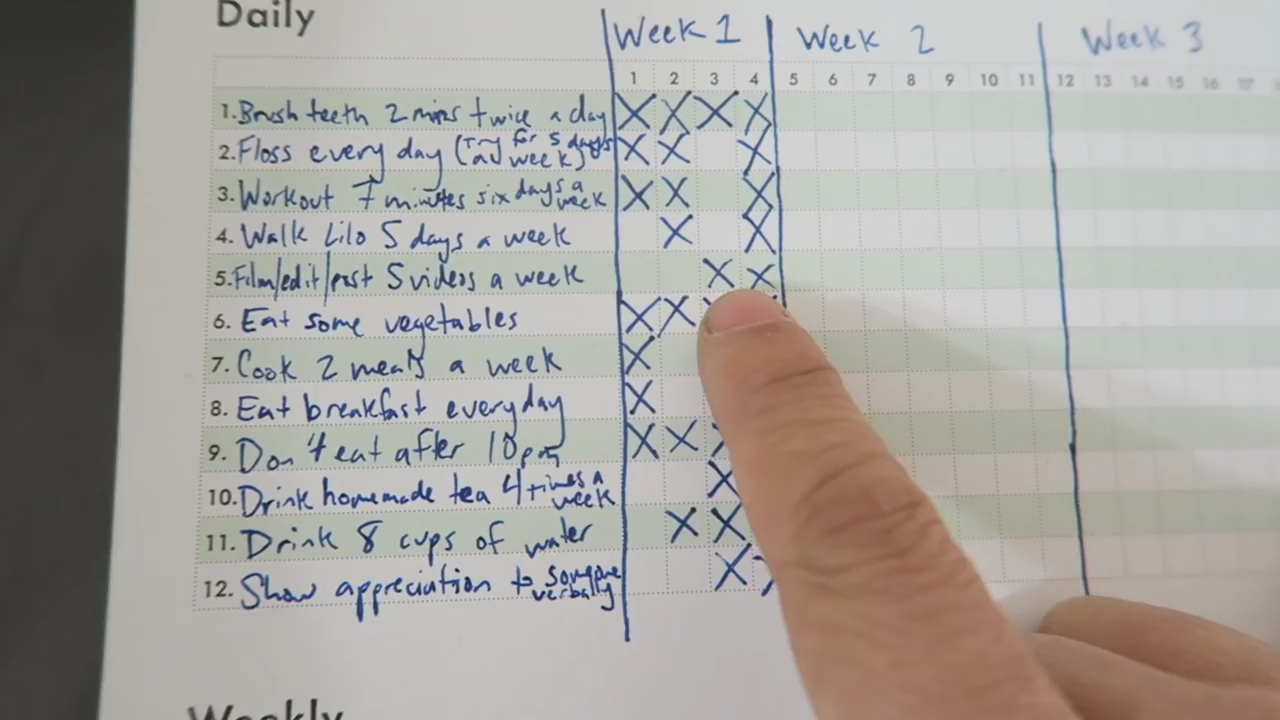 Daily
Week 1 Week 2 Week 3
1 2 3 4 5 6 7 8 9 10 11 12 13 14 15 16 17
1. Brush teeth 2 mins twice a day X X X X
2. Floss every day (Try for 5 days a week) X X X
3. Workout 7 minutes six days a week X X X
4. Walk Lilo 5 days a week X X
5. Film/edit/post 5 videos a week X X
6. Eat some vegetables X X
7. Cook 2 meals a week X
8. Eat breakfast everyday X
9. Don't eat after 10pm X X
10. Drink homemade tea 4 times a week X
11. Drink 8 cups of water X X
12. Show appreciation to someone verbally X
Weekly